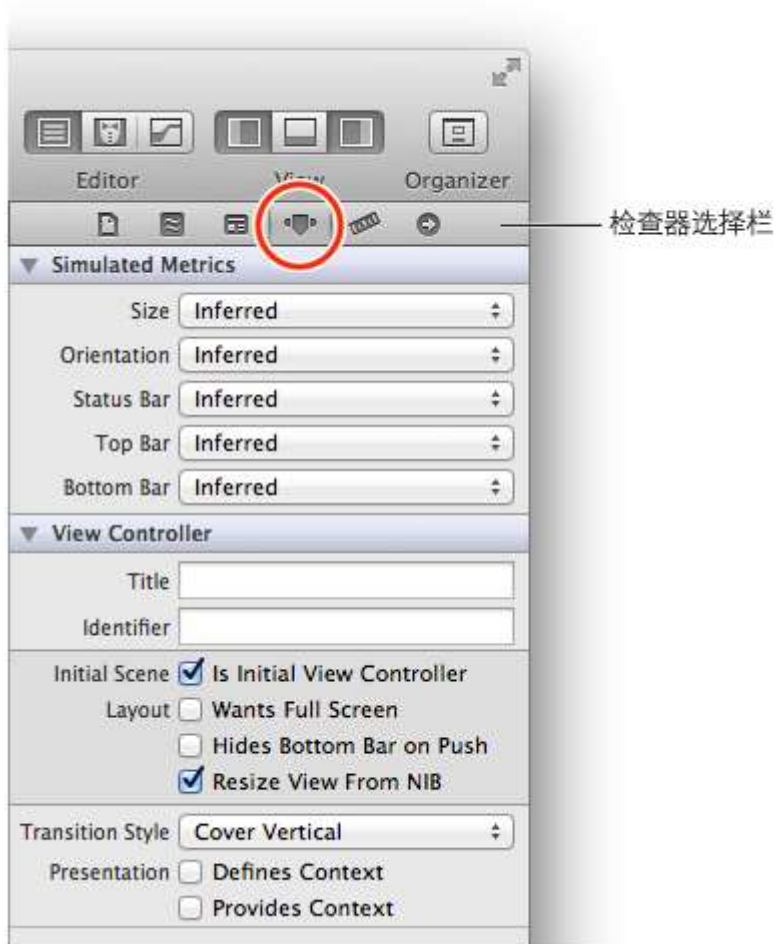 Editor View Organizer
检查器选择栏
Simulated Metrics
Size Inferred
Orientation Inferred
Status Bar Inferred
Top Bar Inferred
Bottom Bar Inferred
View Controller
Title
Identifier
Initial Scene Is Initial View Controller
Layout Wants Full Screen
Hides Bottom Bar on Push
Resize View From NIB
Transition Style Cover Vertical
Presentation Defines Context
Provides Context